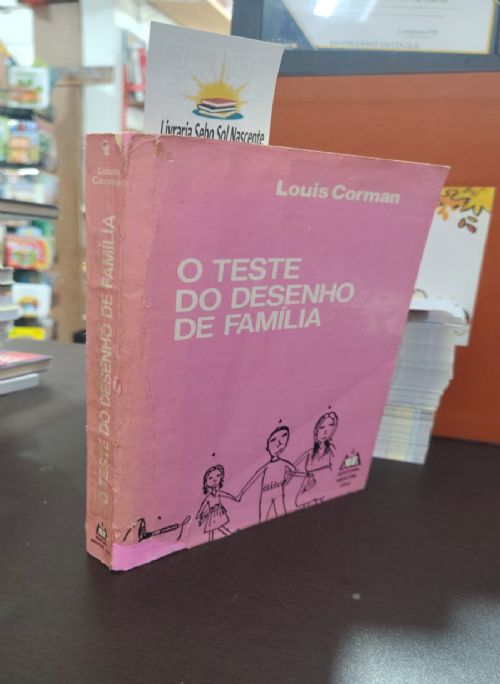 Livraria Sebo Sol Nascente
Louis Corman
O TESTE
DO DESENHO
DE FAMÍLIA
Louis
Corman
O TESTE DO DESENHO DE FAMÍLIA